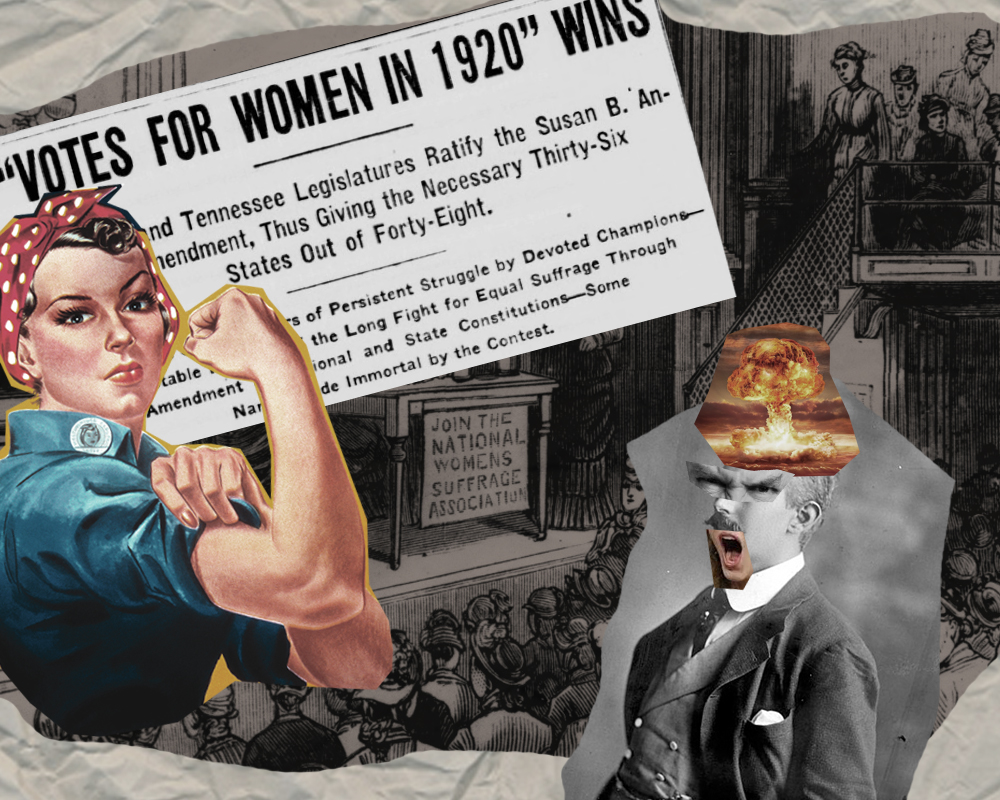 “VOTES FOR WOMEN IN 1920” WINS
nd Tennessee Legislatures Ratify the Susan B. An-
mendment, Thus Giving the Necessary Thirty-Six
States Out of Forty-Eight.
s of Persistent Struggle by Devoted Champions—
the Long Fight for Equal Suffrage Through
table ional and State Constitutions—Some
Amendment de Immortal by the Contest.
Nar
JOIN THE
NATIONAL
WOMENS
SUFFRAGE
ASSOCIATION